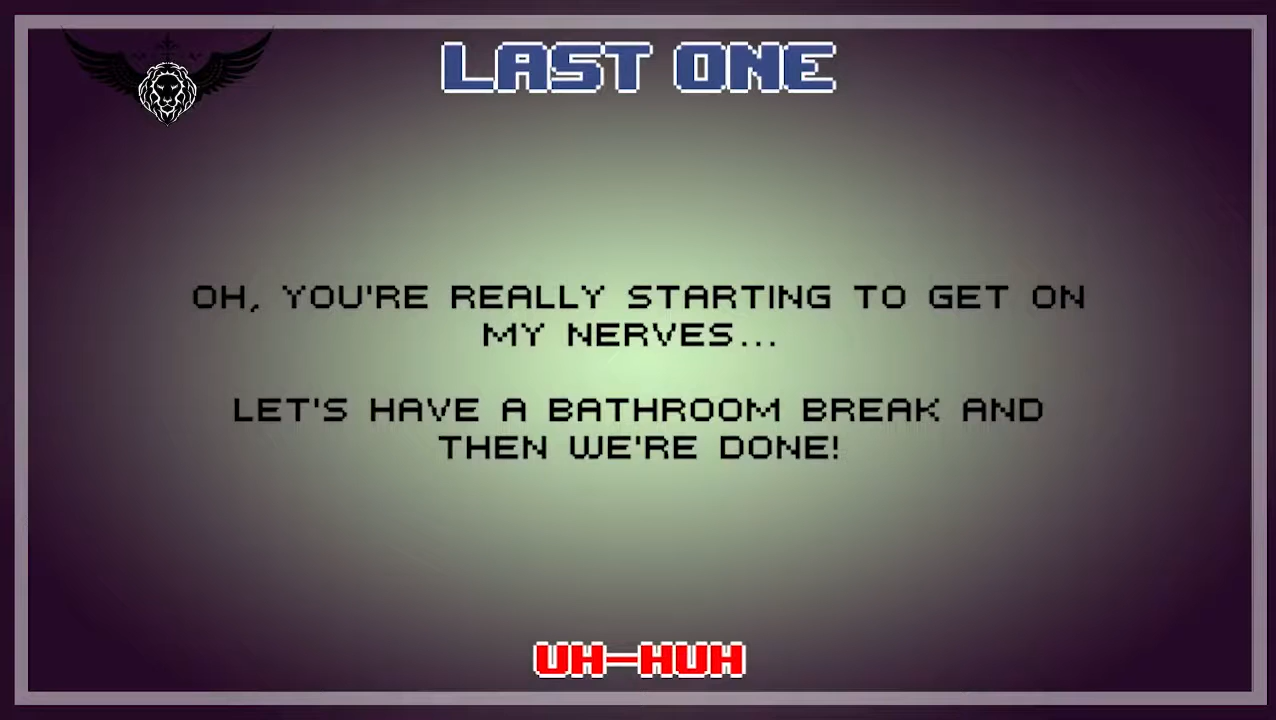 LAST ONE
OH, YOU'RE REALLY STARTING TO GET ON
MY NERVES...
LET'S HAVE A BATHROOM BREAK AND
THEN WE'RE DONE!
UH-HUH